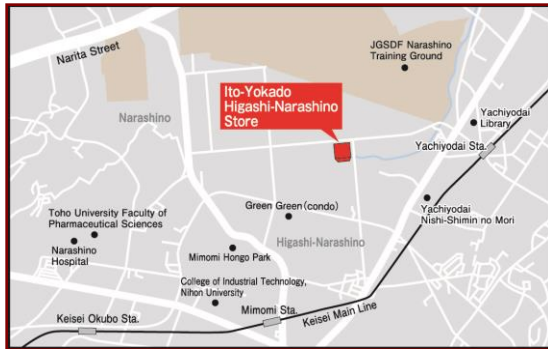 Narita Street
JGSDF Narashino
Training Ground
Ito-Yokado
Higashi-Narashino
Store
Narashino
Yachiyodai
Library
Yachiyodai Sta.
Toho University Faculty of
Pharmaceutical Sciences
Narashino
Hospital
Green Green (condo)
Yachiyodai
Nishi-Shimin no Mori
Higashi-Narashino
Mimomi Hongo Park
College of Industrial Technology,
Nihon University
Keisei Okubo Sta.
Mimomi Sta.
Keisei Main Line